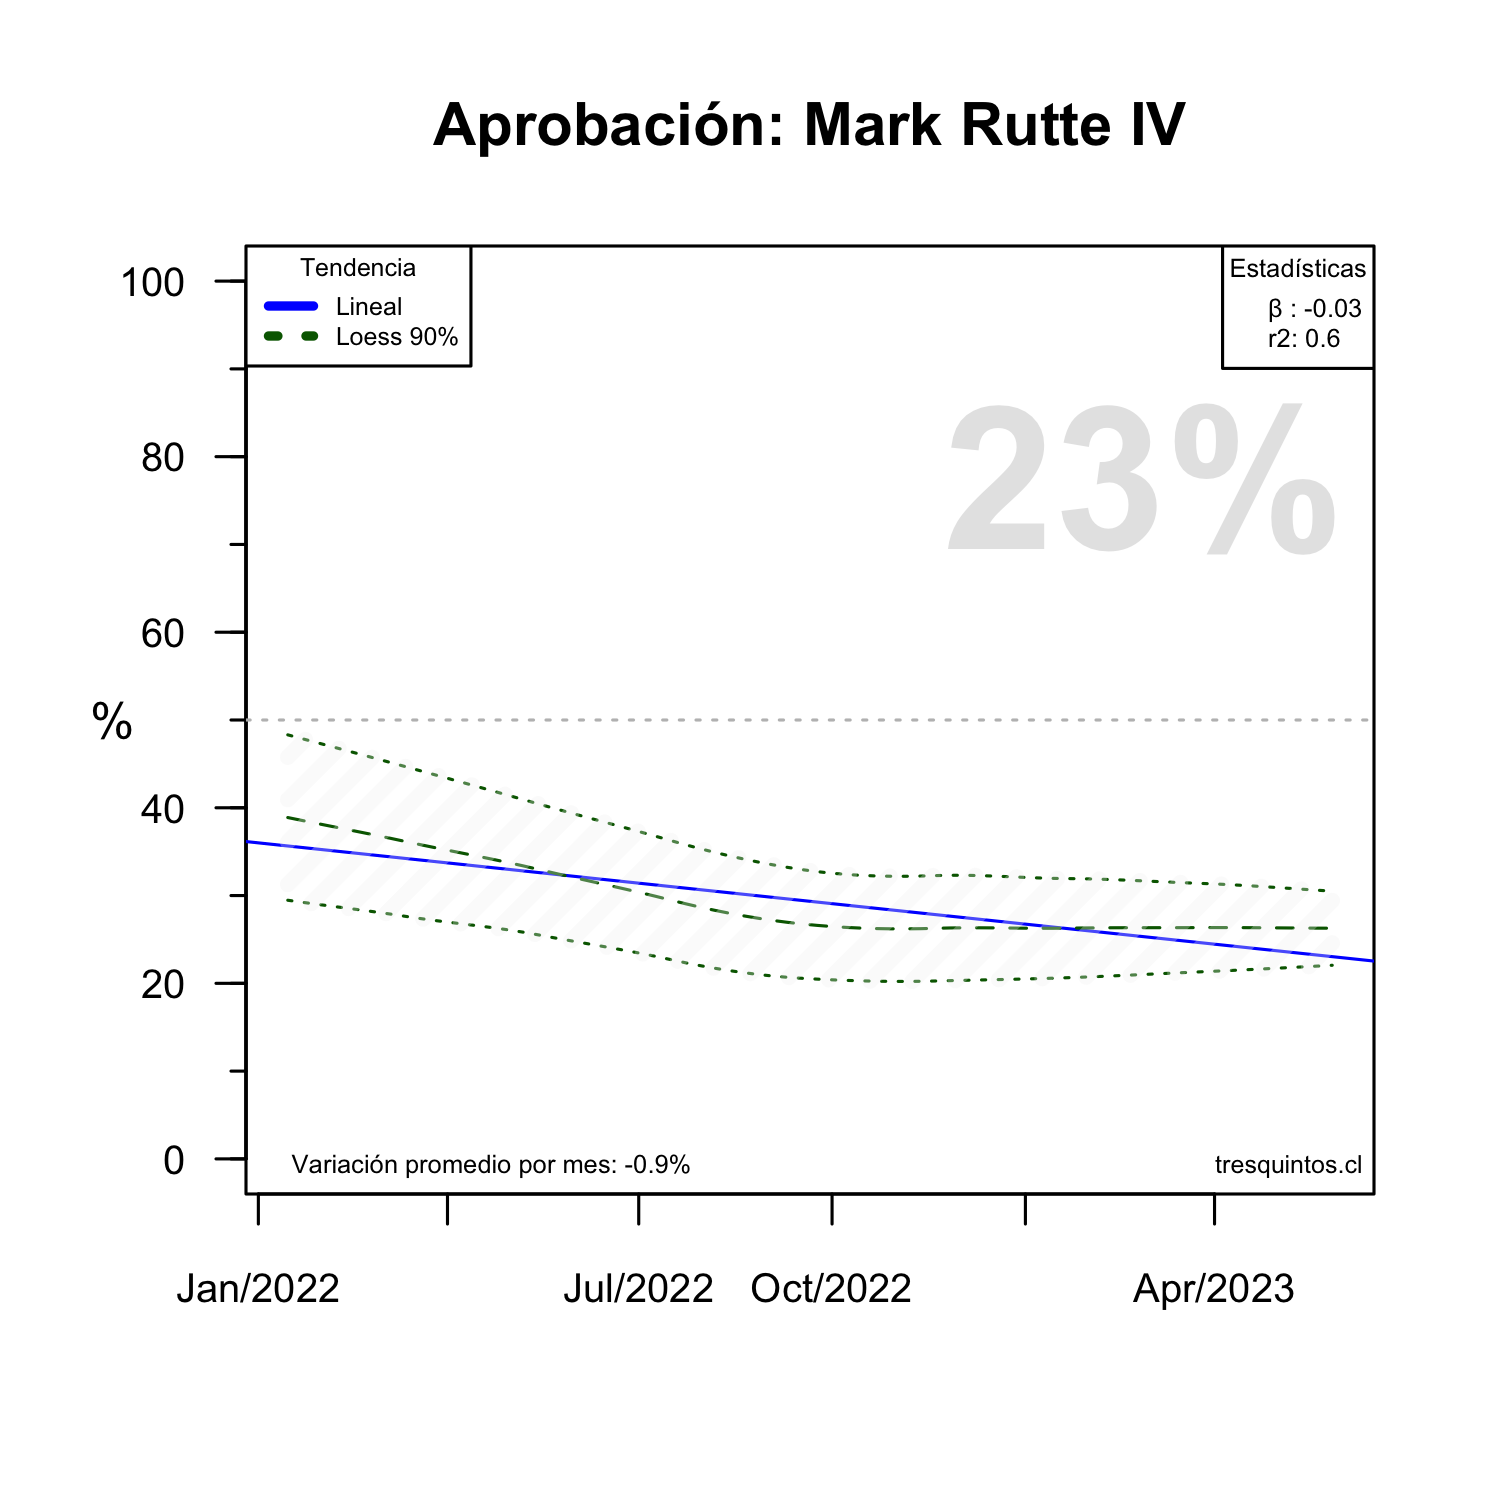 Aprobación: Mark Rutte IV
Tendencia
Lineal
Loess 90%
Estadísticas
β : -0.03
r2: 0.6
23%
100
80
60
%
40
20
0
Variación promedio por mes: -0.9%
tresquintos.cl
Jan/2022 Jul/2022 Oct/2022 Apr/2023